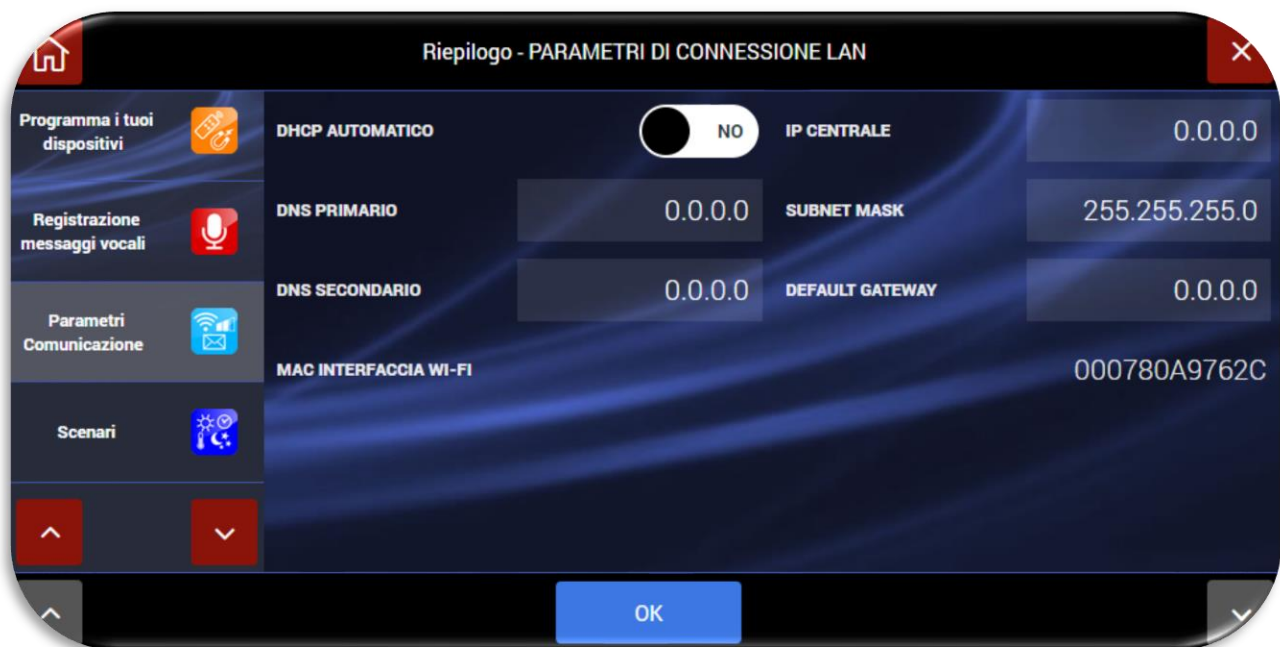 Riepilogo - PARAMETRI DI CONNESSIONE LAN
Programma i tuoi
dispositivi
Registrazione
messaggi vocali
Parametri
Comunicazione
Scenari
DHCP AUTOMATICO NO IP CENTRALE 0.0.0.0
DNS PRIMARIO 0.0.0.0 SUBNET MASK 255.255.255.0
DNS SECONDARIO 0.0.0.0 DEFAULT GATEWAY 0.0.0.0
MAC INTERFACCIA WI-FI 000780A9762C
OK